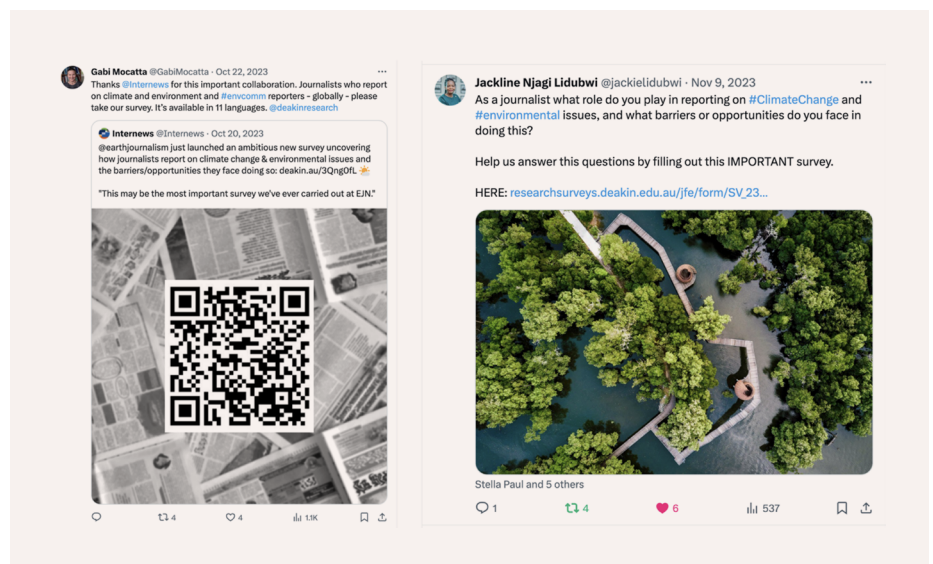 Gabi Mocatta @GabiMocatta · Oct 22, 2023
Thanks @Internews for this important collaboration. Journalists who report
on climate and environment and #envcomm reporters - globally - please
take our survey. It's available in 11 languages. @deakinresearch
Internews @Internews · Oct 20, 2023
@earthjournalism just launched an ambitious new survey uncovering
how journalists report on climate change & environmental issues and
the barriers/opportunities they face doing so: deakin.au/3Qng0fL
"This may be the most important survey we've ever carried out at EJN."
4
4
1.1K
Jackline Njagi Lidubwi @jackielidubwi · Nov 9, 2023
As a journalist what role do you play in reporting on #ClimateChange and
#environmental issues, and what barriers or opportunities do you face in
doing this?
Help us answer this questions by filling out this IMPORTANT survey.
HERE: researchsurveys.deakin.edu.au/jfe/form/SV_23...
Stella Paul and 5 others
1
4
6
537